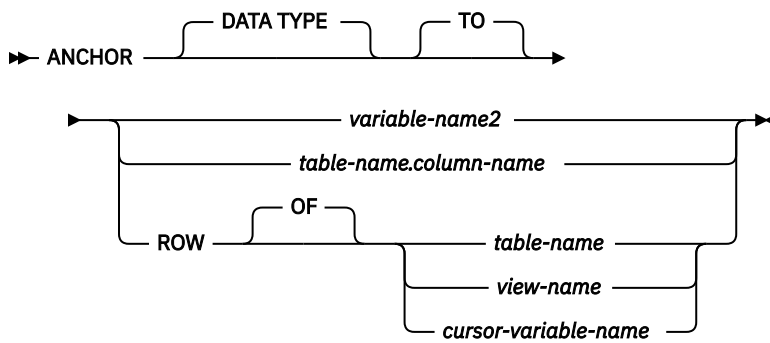 DATA TYPE TO
ANCHOR
variable-name2
table-name.column-name
OF
ROW table-name
view-name
cursor-variable-name